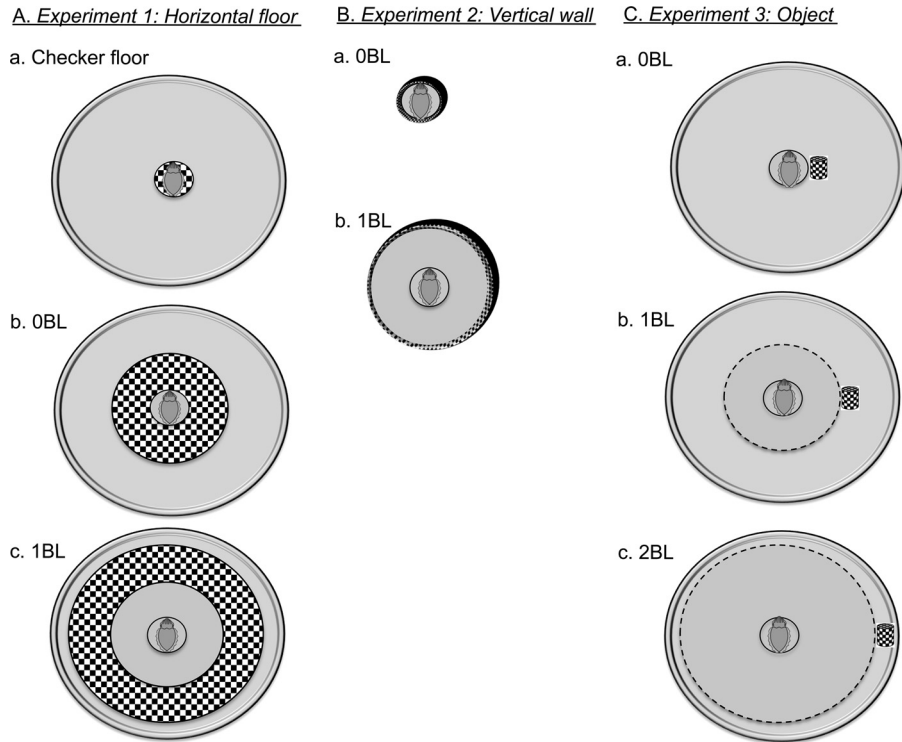 A. Experiment 1: Horizontal floor
a. Checker floor
b. 0BL
c. 1BL
B. Experiment 2: Vertical wall
a. 0BL
b. 1BL
C. Experiment 3: Object
a. 0BL
b. 1BL
c. 2BL